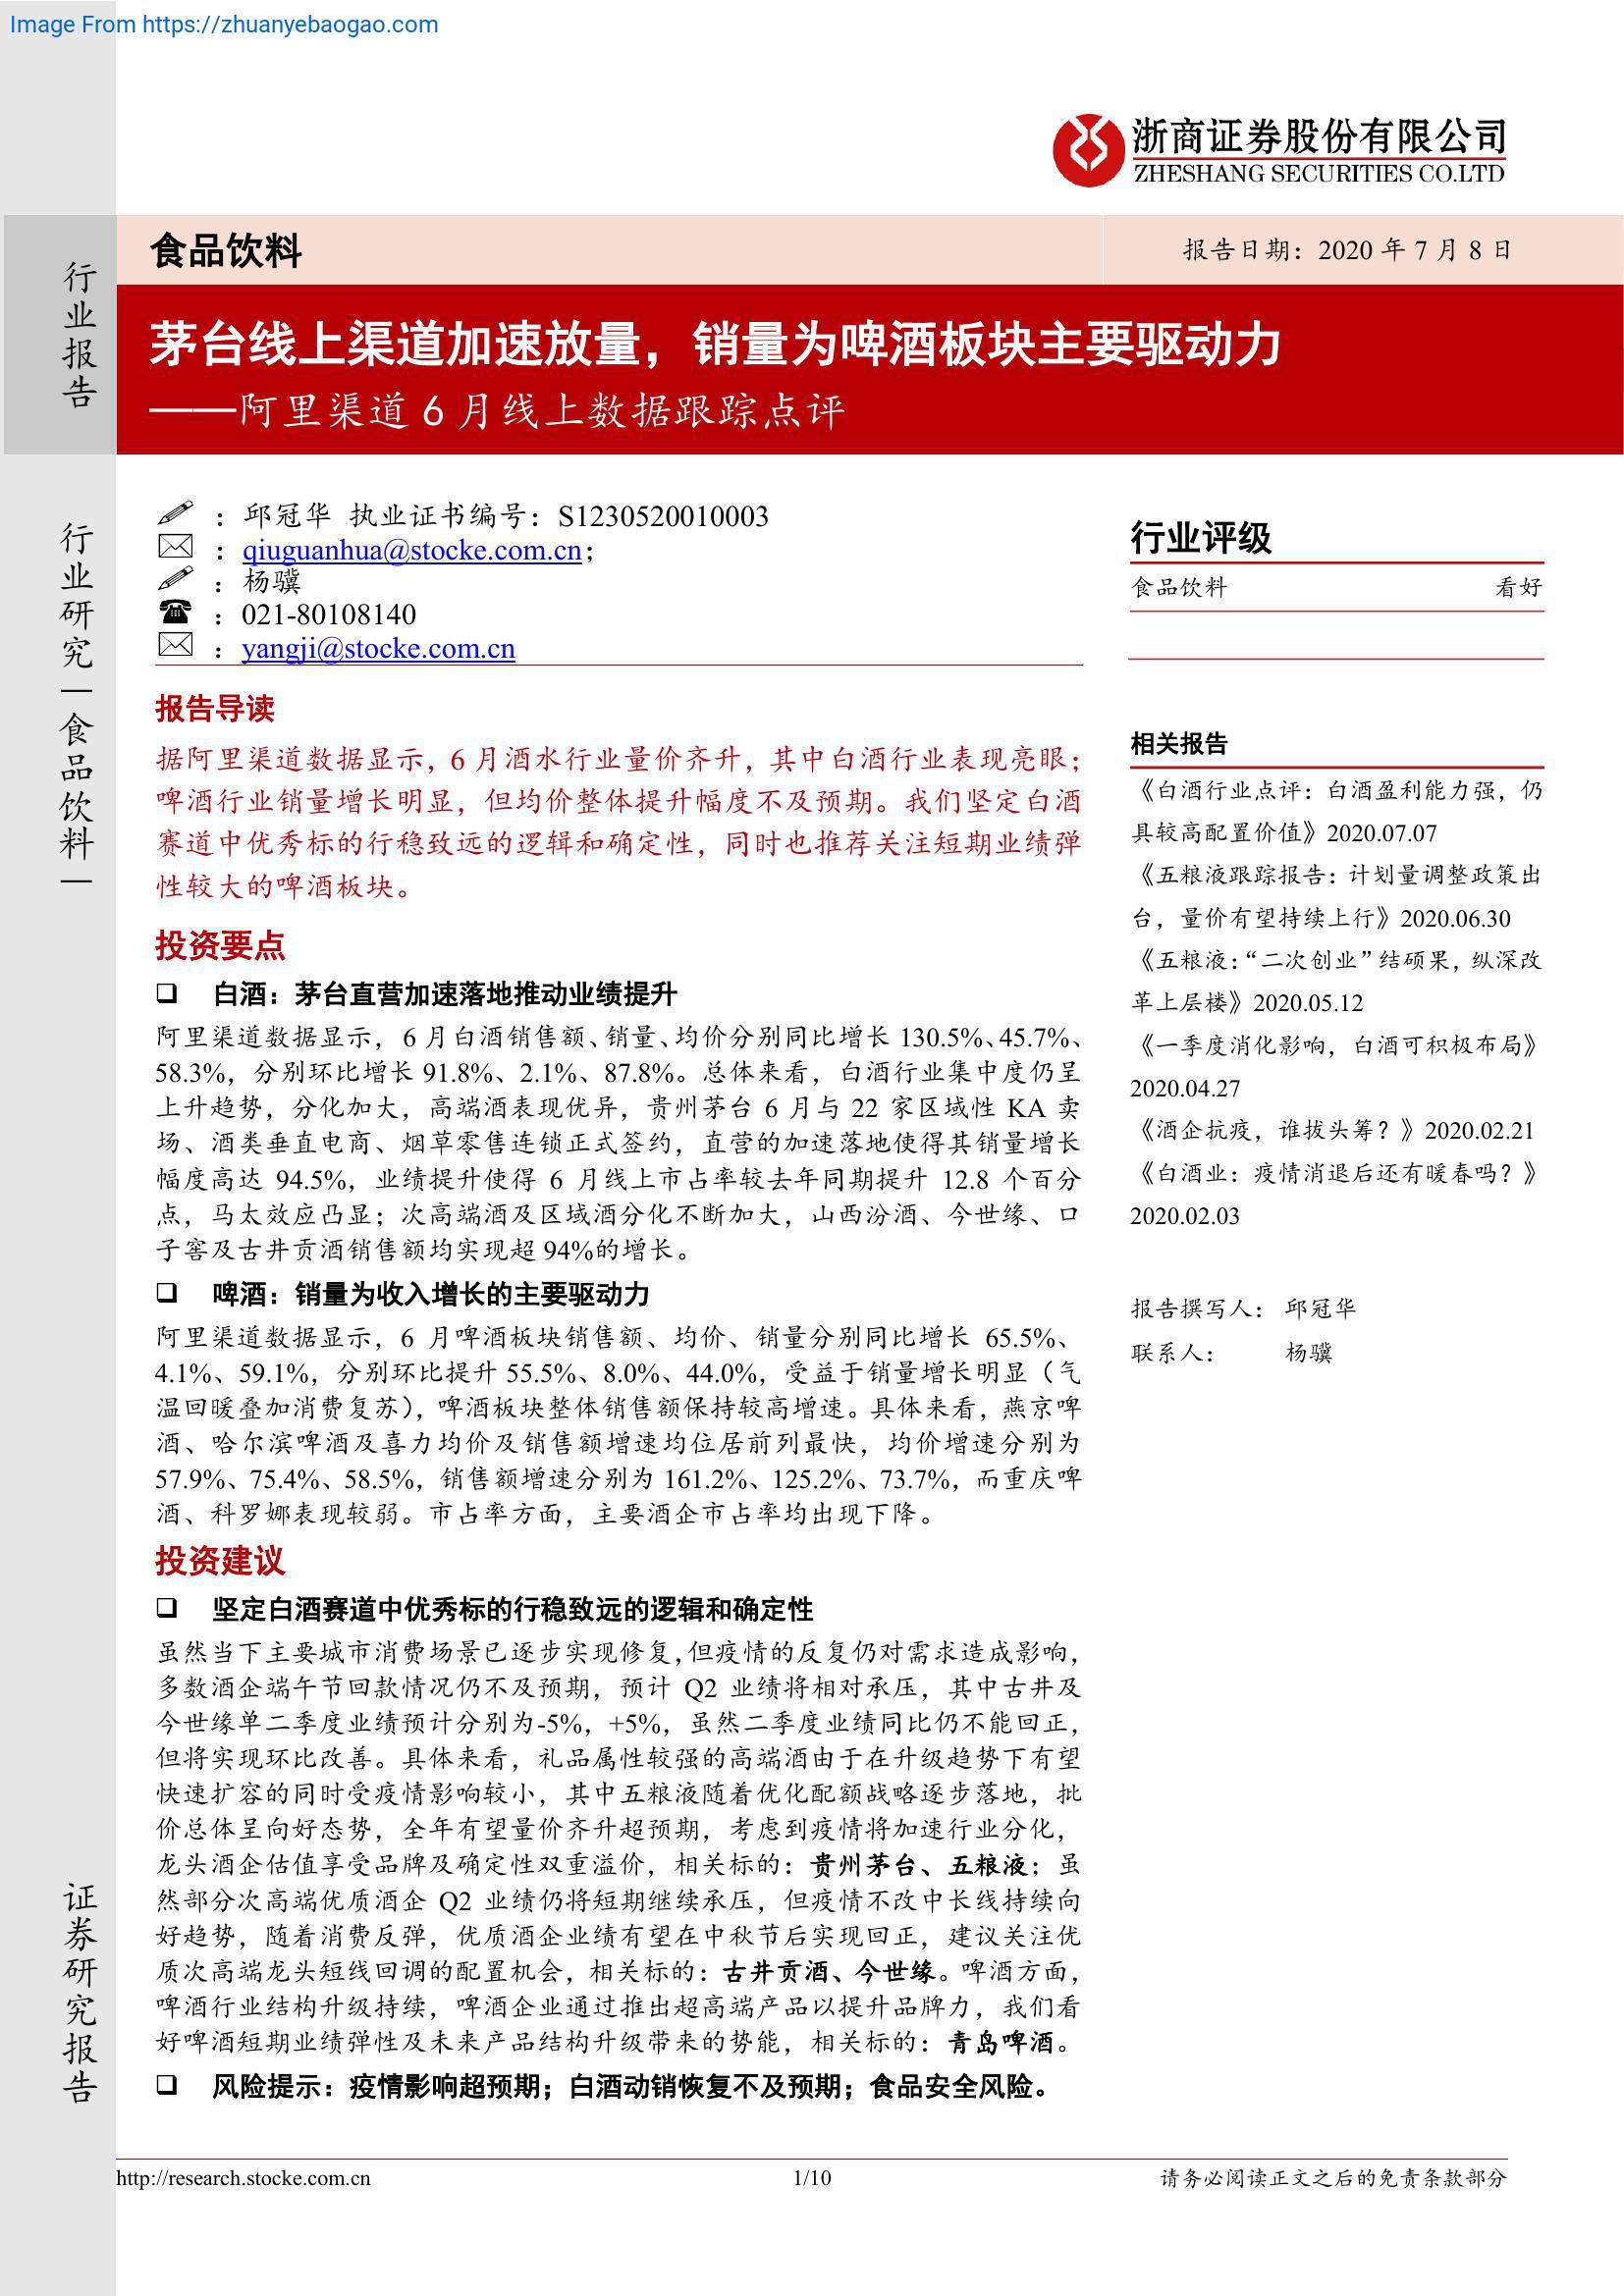 Image From https://zhuanyebaogao.com
浙商证券股份有限公司
ZHESHANG SECURITIES CO.LTD
行业报告
食品饮料
报告日期：2020 年 7 月 8 日
茅台线上渠道加速放量，销量为啤酒板块主要驱动力
——阿里渠道 6 月线上数据跟踪点评
行业研究|食品饮料|
：邱冠华 执业证书编号：S1230520010003
：qiuguanhua@stocke.com.cn；
：杨骥
：021-80108140
：yangji@stocke.com.cn
报告导读
据阿里渠道数据显示，6 月酒水行业量价齐升，其中白酒行业表现亮眼；
啤酒行业销量增长明显，但均价整体提升幅度不及预期。我们坚定白酒
赛道中优秀标的行稳致远的逻辑和确定性，同时也推荐关注短期业绩弹
性较大的啤酒板块。
投资要点
❑ 白酒：茅台直营加速落地推动业绩提升
阿里渠道数据显示，6 月白酒销售额、销量、均价分别同比增长 130.5%、45.7%、
58.3%，分别环比增长 91.8%、2.1%、87.8%。总体来看，白酒行业集中度仍呈
上升趋势，分化加大，高端酒表现优异，贵州茅台 6 月与 22 家区域性 KA 卖
场、酒类垂直电商、烟草零售连锁正式签约，直营的加速落地使得其销量增长
幅度高达 94.5%，业绩提升使得 6 月线上市占率较去年同期提升 12.8 个百分
点，马太效应凸显；次高端酒及区域酒分化不断加大，山西汾酒、今世缘、口
子窖及古井贡酒销售额均实现超 94%的增长。
❑ 啤酒：销量为收入增长的主要驱动力
阿里渠道数据显示，6 月啤酒板块销售额、均价、销量分别同比增长 65.5%、
4.1%、59.1%，分别环比提升 55.5%、8.0%、44.0%，受益于销量增长明显（气
温回暖叠加消费复苏），啤酒板块整体销售额保持较高增速。具体来看，燕京啤
酒、哈尔滨啤酒及喜力均价及销售额增速均位居前列最快，均价增速分别为
57.9%、75.4%、58.5%，销售额增速分别为 161.2%、125.2%、73.7%，而重庆啤
酒、科罗娜表现较弱。市占率方面，主要酒企市占率均出现下降。
投资建议
❑ 坚定白酒赛道中优秀标的行稳致远的逻辑和确定性
虽然当下主要城市消费场景已逐步实现修复，但疫情的反复仍对需求造成影响，
多数酒企端午节回款情况仍不及预期，预计 Q2 业绩将相对承压，其中古井及
今世缘单二季度业绩预计分别为-5%，+5%，虽然二季度业绩同比仍不能回正，
但将实现环比改善。具体来看，礼品属性较强的高端酒由于在升级趋势下有望
快速扩容的同时受疫情影响较小，其中五粮液随着优化配额战略逐步落地，批
价总体呈向好态势，全年有望量价齐升超预期，考虑到疫情将加速行业分化，
龙头酒企估值享受品牌及确定性双重溢价，相关标的：贵州茅台、五粮液；虽
然部分次高端优质酒企 Q2 业绩仍将短期继续承压，但疫情不改中长线持续向
好趋势，随着消费反弹，优质酒企业绩有望在中秋节后实现回正，建议关注优
质次高端龙头短线回调的配置机会，相关标的：古井贡酒、今世缘。啤酒方面，
啤酒行业结构升级持续，啤酒企业通过推出超高端产品以提升品牌力，我们看
好啤酒短期业绩弹性及未来产品结构升级带来的势能，相关标的：青岛啤酒。
❑ 风险提示：疫情影响超预期；白酒动销恢复不及预期；食品安全风险。
行业评级
食品饮料 看好
相关报告
《白酒行业点评：白酒盈利能力强，仍
具较高配置价值》2020.07.07
《五粮液跟踪报告：计划量调整政策出
台，量价有望持续上行》2020.06.30
《五粮液：“二次创业”结硕果，纵深改
革上层楼》2020.05.12
《一季度消化影响，白酒可积极布局》
2020.04.27
《酒企抗疫，谁拔头筹？》2020.02.21
《白酒业：疫情消退后还有暖春吗？》
2020.02.03
报告撰写人： 邱冠华
联系人： 杨骥
证券研究报告
http://research.stocke.com.cn
1/10
请务必阅读正文之后的免责条款部分